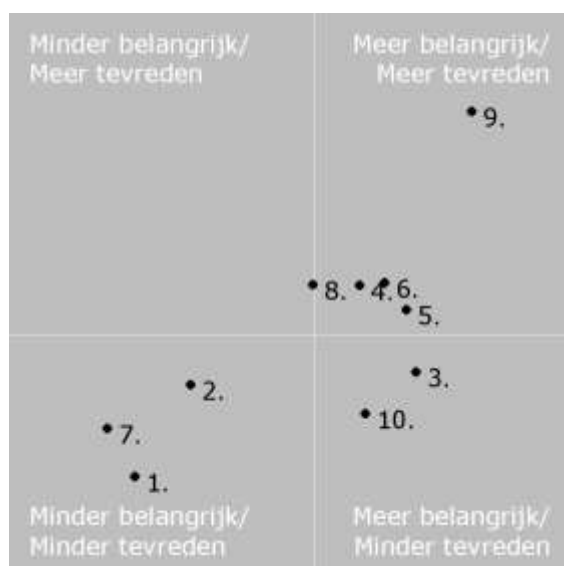 Minder belangrijk/
Meer tevreden
Meer belangrijk/
Meer tevreden
9.
8.
4.
6.
5.
3.
2.
10.
7.
1.
Minder belangrijk/
Minder tevreden
Meer belangrijk/
Minder tevreden